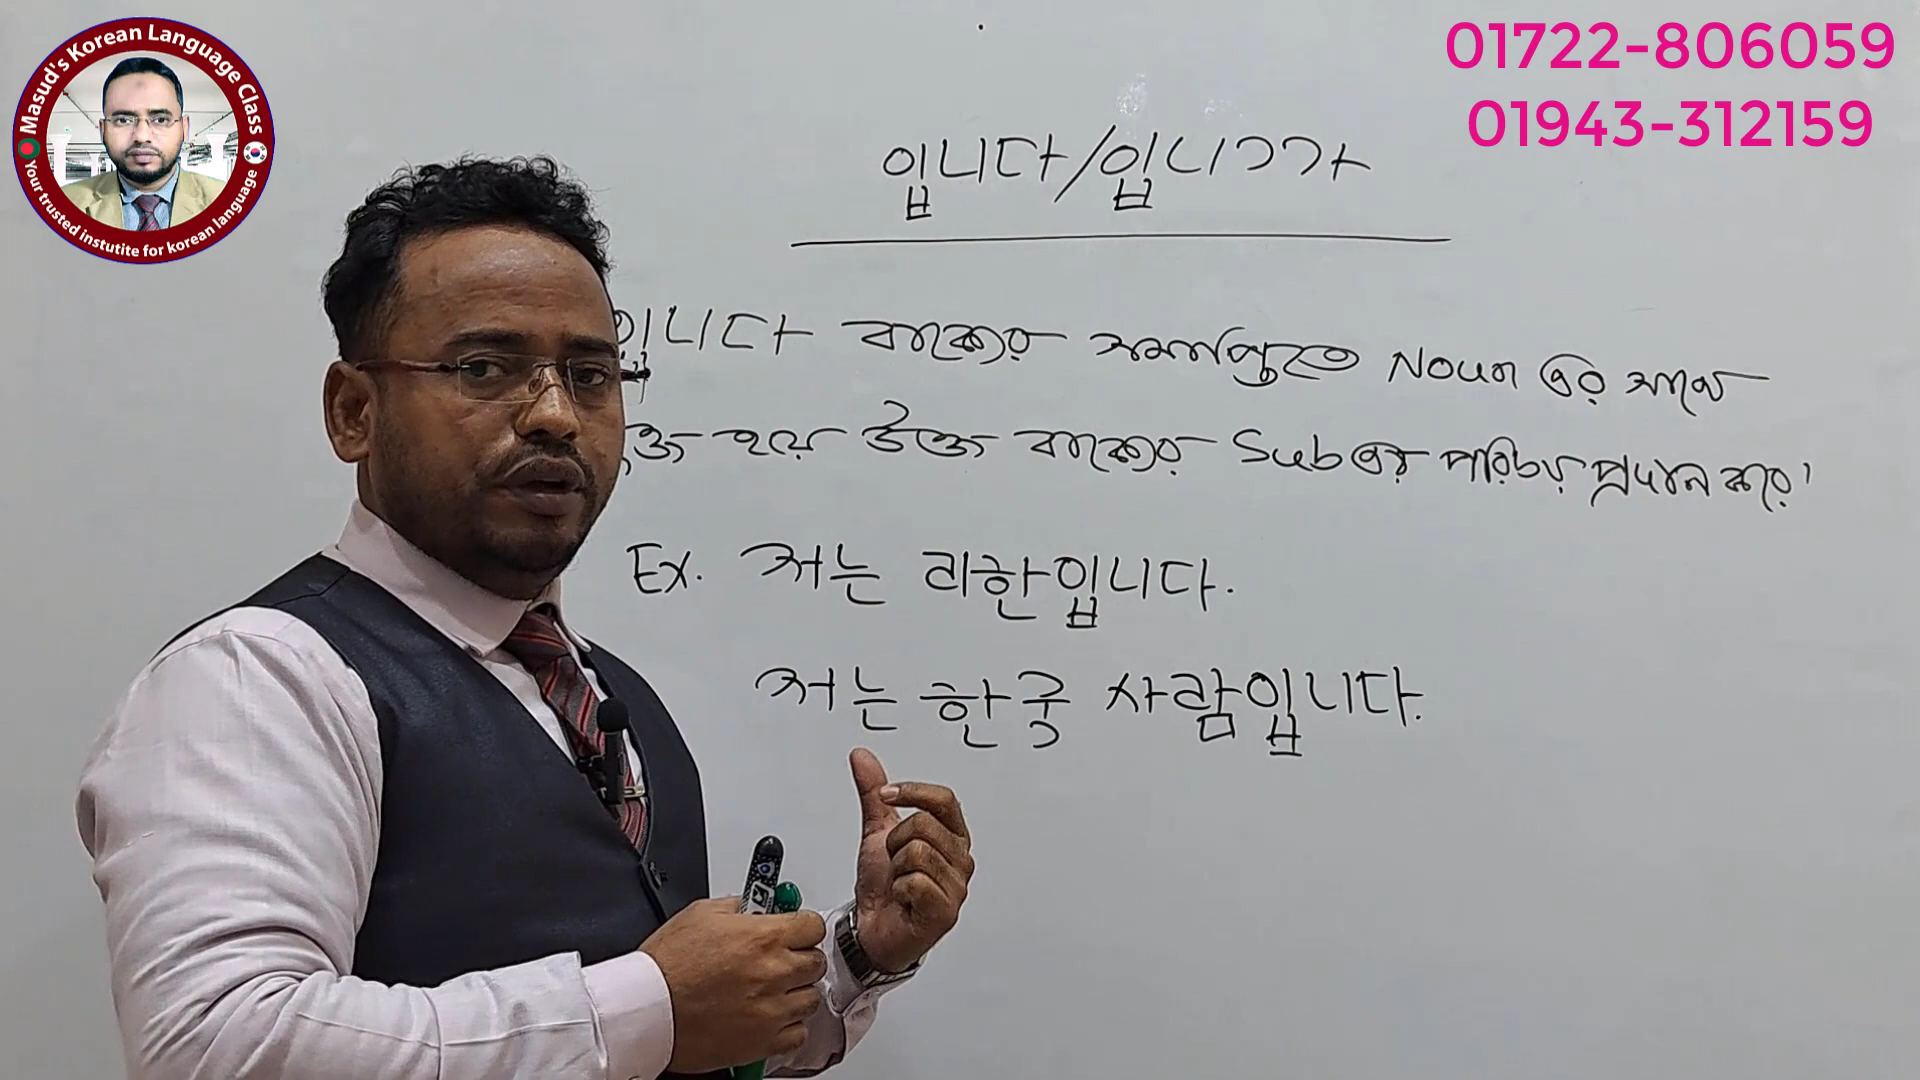 Masud's Korean Language Class
Your trusted instutite for korean language
01722-806059
01943-312159
입니다/입니까
입니다 বাক্যের সমাপ্তিতে Noun এর সাথে
হয়ে উক্ত বাক্যের Sub এর পরিচয় প্রদান করে।
Ex. 저는 리한입니다.
저는 한국 사람입니다.